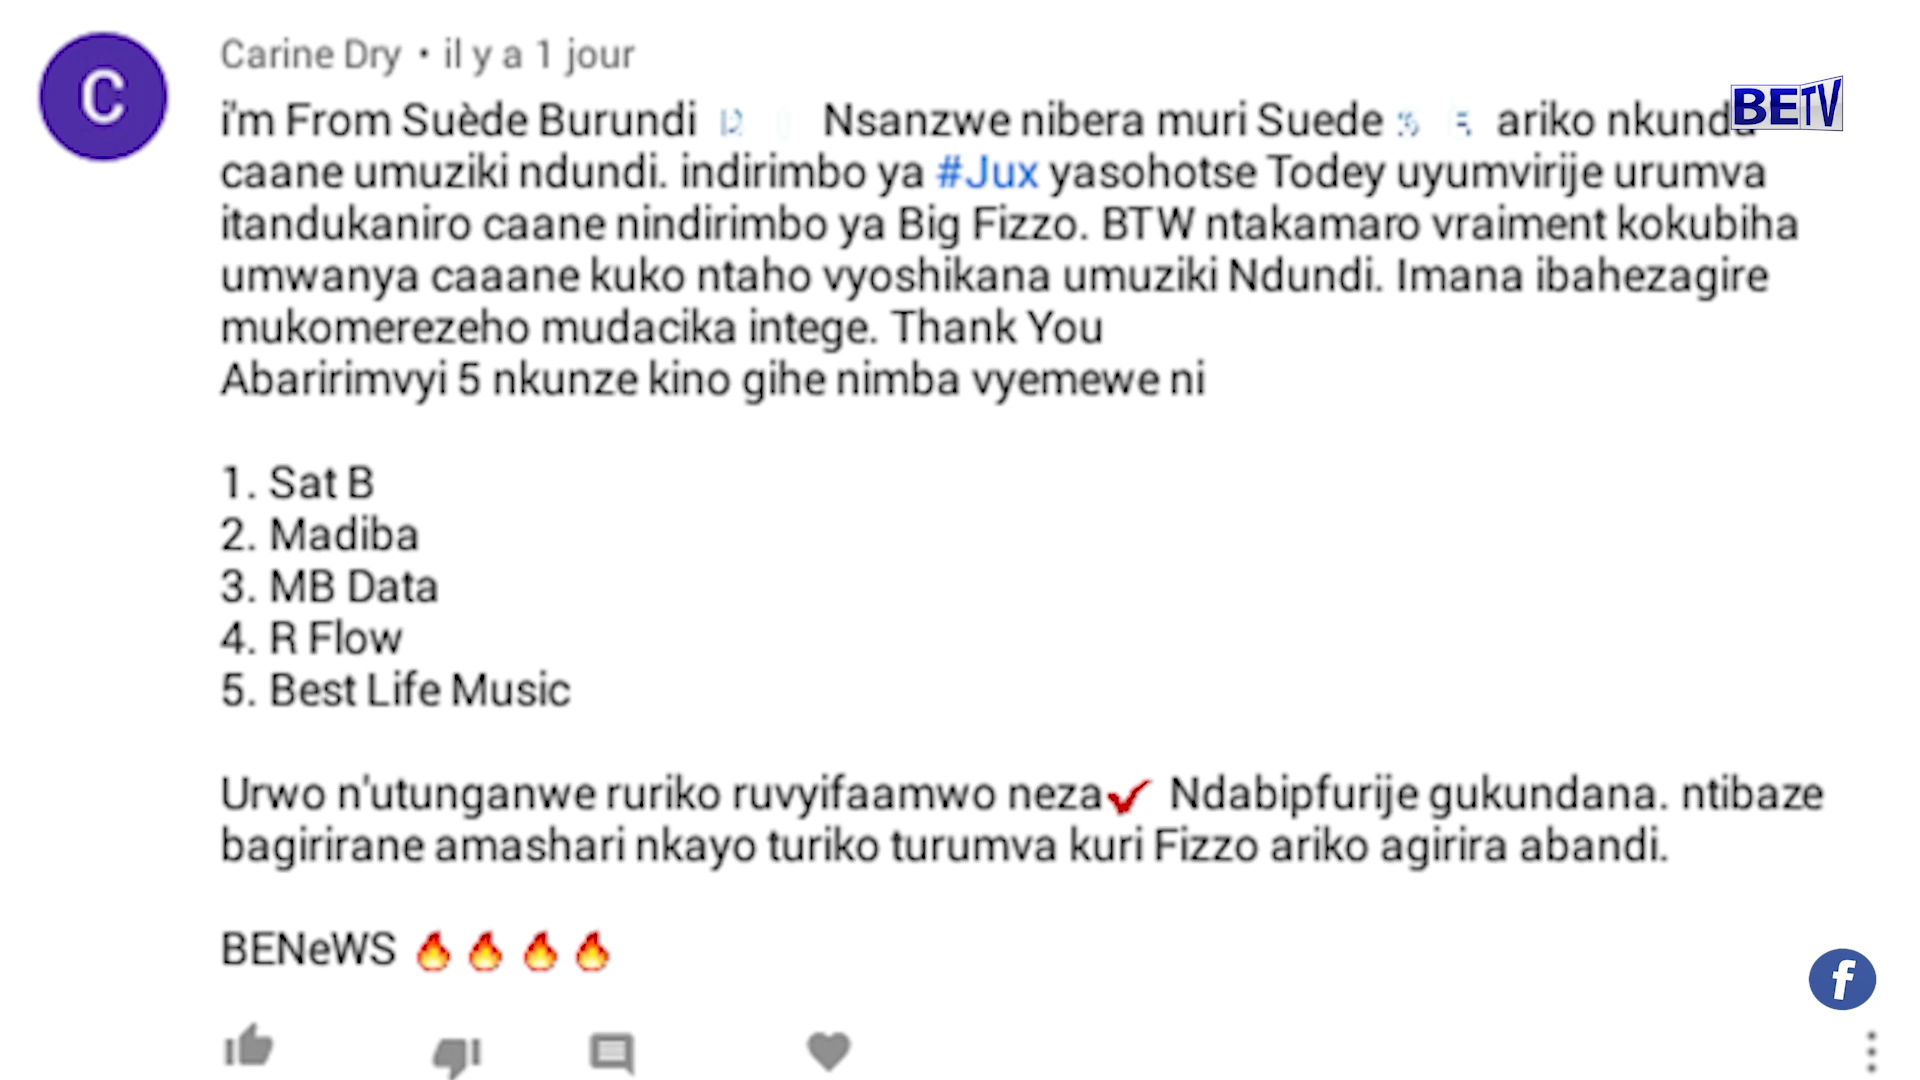 C
Carine Dry • il y a 1 jour
i'm From Suède Burundi Nsanzwe nibera muri Suede ariko nkunda
BETV
caane umuziki ndundi. indirimbo ya #Jux yasohotse Todey uyumvirije urumva
itandukaniro caane nindirimbo ya Big Fizzo. BTW ntakamaro vraiment kokubiha
umwanya caaane kuko ntaho vyoshikana umuziki Ndundi. Imana ibahezagire
mukomerezeho mudacika intege. Thank You
Abaririmvyi 5 nkunze kino gihe nimba vyemewe ni
1. Sat B
2. Madiba
3. MB Data
4. R Flow
5. Best Life Music
Urwo n'utunganwe ruriko ruvyifaamwo neza✔ Ndabipfurije gukundana. ntibaze
bagirirane amashari nkayo turiko turumva kuri Fizzo ariko agirira abandi.
BENeWS 🔥🔥🔥🔥
f